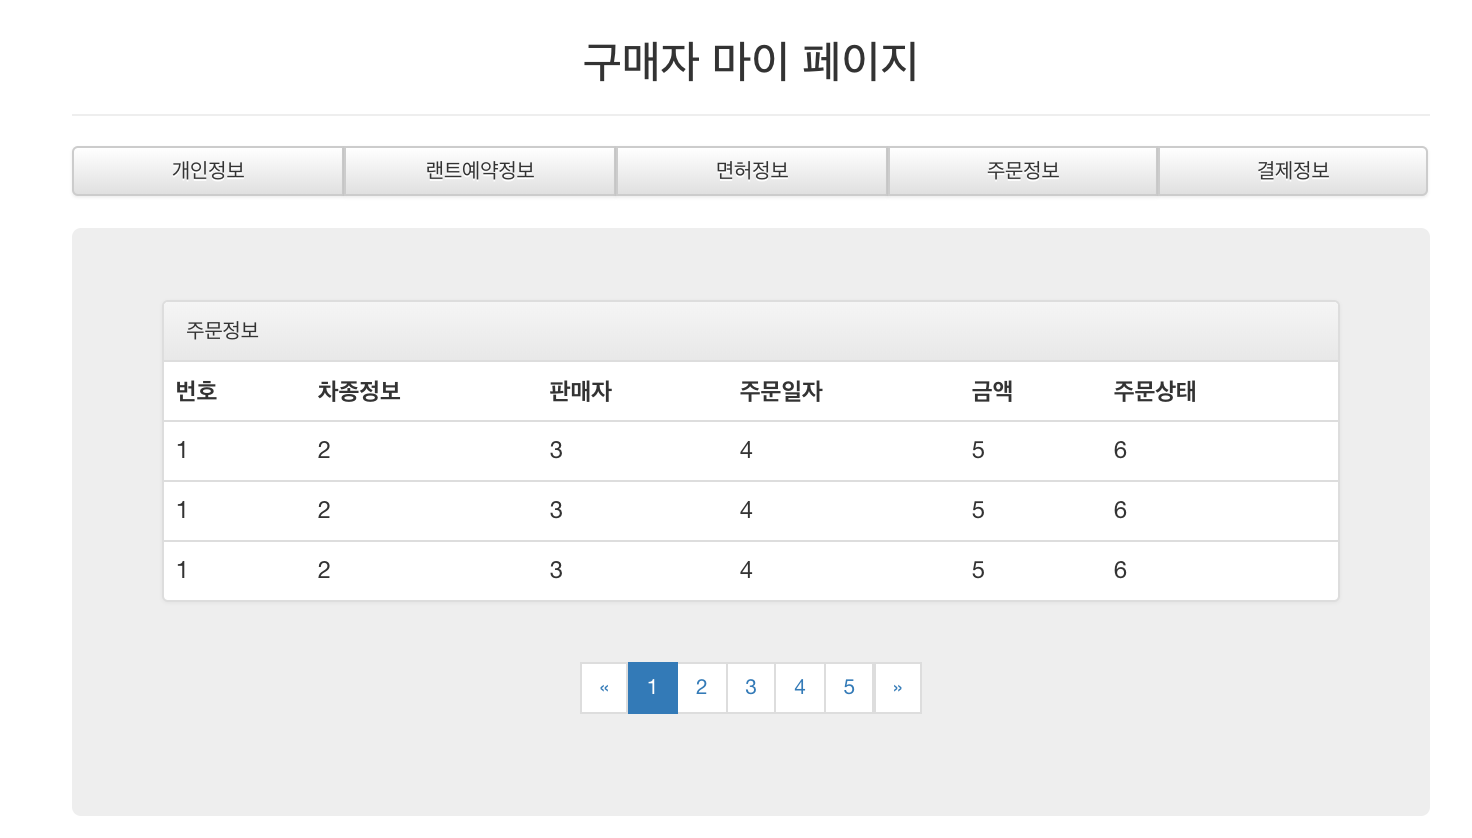 구매자 마이 페이지
개인정보 랜트예약정보 면허정보 주문정보 결제정보
주문정보
번호 차종정보 판매자 주문일자 금액 주문상태
1 2 3 4 5 6
1 2 3 4 5 6
1 2 3 4 5 6
« 1 2 3 4 5 »